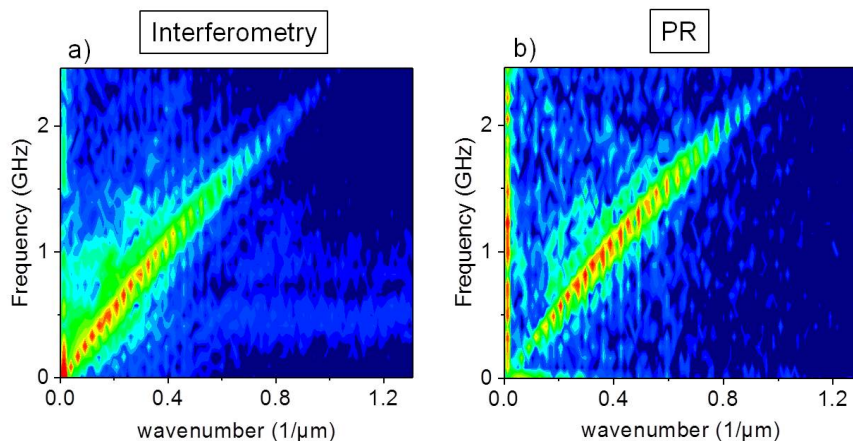 Interferometry
PR
a)
b)
Frequency (GHz)
2
1
0
0.0 0.4 0.8 1.2
wavenumber (1/µm)
Frequency (GHz)
2
1
0
0.0 0.4 0.8 1.2
wavenumber (1/µm)